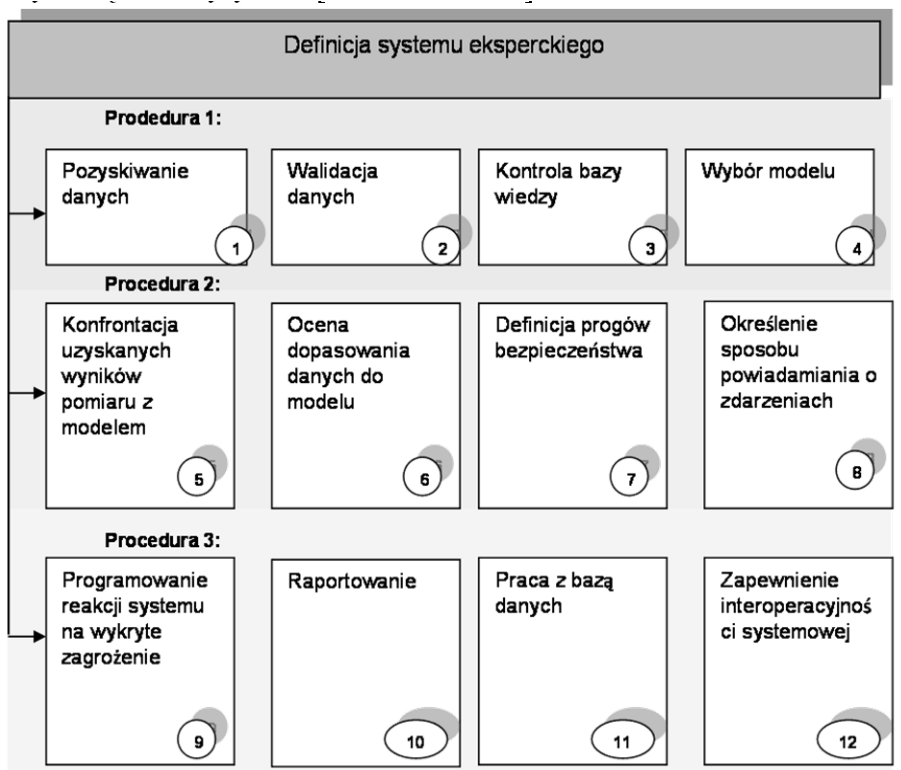 Definicja systemu eksperckiego
Prodedura 1:
Pozyskiwanie
danych
1
Walidacja
danych
2
Kontrola bazy
wiedzy
3
Wybór modelu
4
Procedura 2:
Konfrontacja
uzyskanych
wyników
pomiaru z
modelem
5
Ocena
dopasowania
danych do
modelu
6
Definicja progów
bezpieczeństwa
7
Określenie
sposobu
powiadamiania o
zdarzeniach
8
Procedura 3:
Programowanie
reakcji systemu
na wykryte
zagrożenie
9
Raportowanie
10
Praca z bazą
danych
11
Zapewnienie
interoperacyjnoś
ci systemowej
12